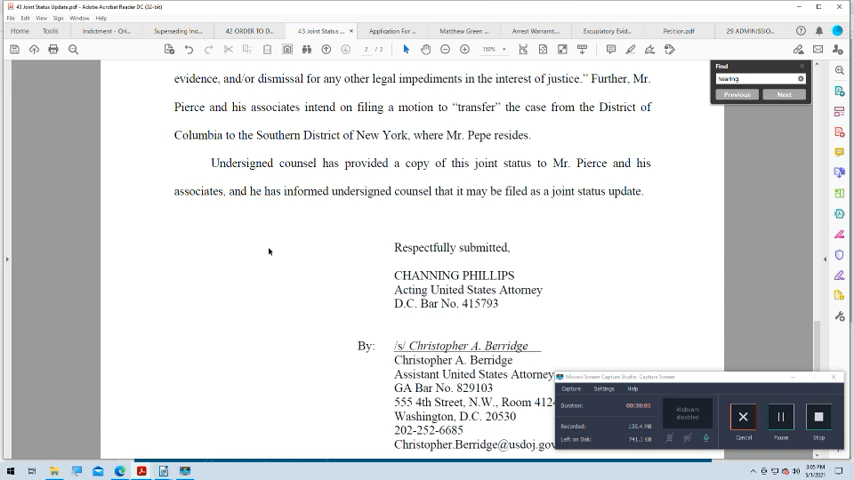 43 Joint Status Update.pdf - Adobe Acrobat Reader DC (32-bit)
File Edit View Sign Window Help
Home Tools Indictment - Ori... Superseding Inc... 42 ORDER TO D... 43 Joint Status ... × Application For ... Matthew Green ... Arrest Warrant... Exculpatory Evid... Petition.pdf 29 ADMISSIO...
2 / 2 150%
Find
hearing
Previous Next
evidence, and/or dismissal for any other legal impediments in the interest of justice.” Further, Mr.
Pierce and his associates intend on filing a motion to “transfer” the case from the District of
Columbia to the Southern District of New York, where Mr. Pepe resides.
Undersigned counsel has provided a copy of this joint status to Mr. Pierce and his
associates, and he has informed undersigned counsel that it may be filed as a joint status update.
Respectfully submitted,
CHANNING PHILLIPS
Acting United States Attorney
D.C. Bar No. 415793
By: /s/ Christopher A. Berridge
Christopher A. Berridge
Assistant United States Attorney
GA Bar No. 829103
555 4th Street, N.W., Room 412
Washington, D.C. 20530
202-252-6685
Christopher.Berridge@usdoj.gov
Movavi Screen Capture Studio: Capture Screen
Capture Settings Help
Duration: 00:38:01
Recorded: 135.4 MB
Left on Disk: 741.3 GB
Webcam
disabled
Cancel Pause Stop
3:05 PM
5/1/2021